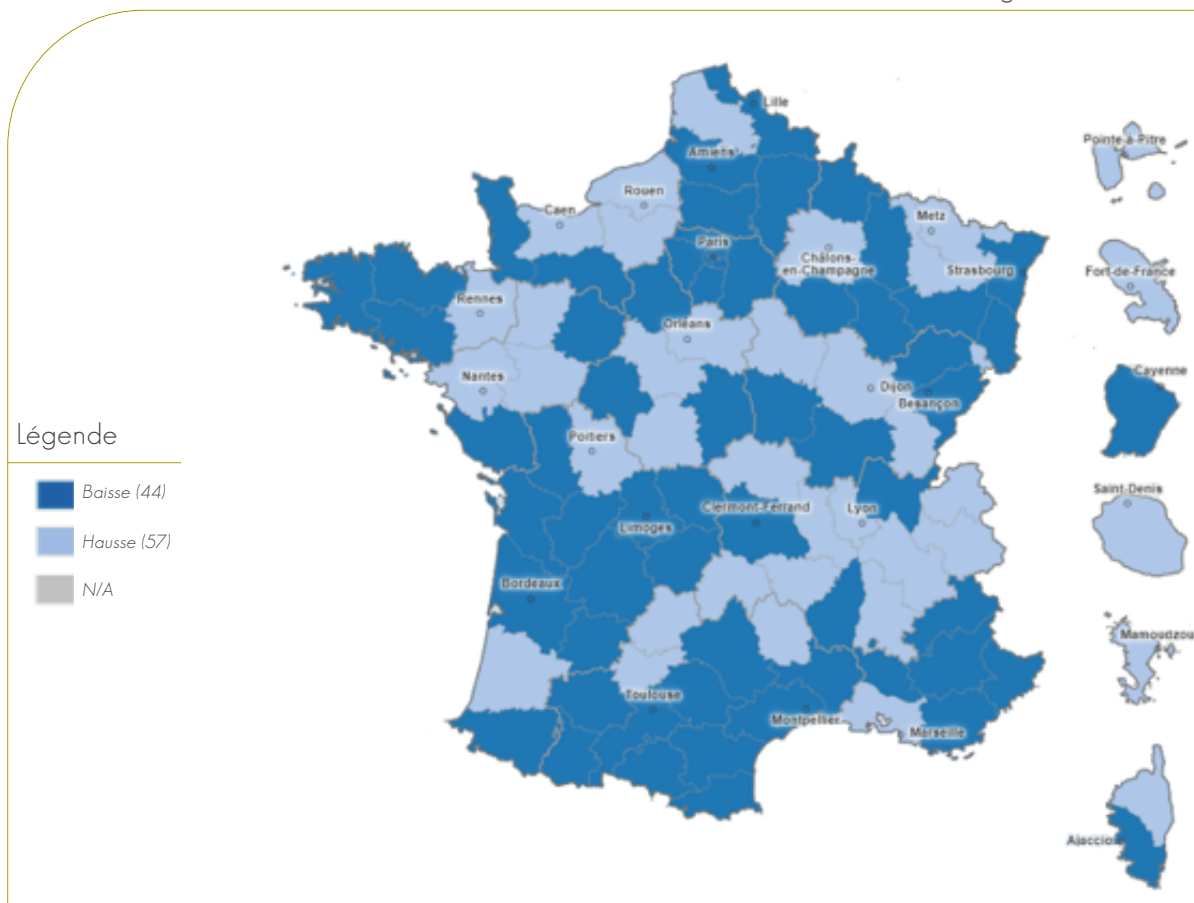 Lille
Pointe-à-Pitre
Amiens
Rouen
Caen
Metz
Paris
Châlons-
en-Champagne
Strasbourg
Fort-de-France
Rennes
Orléans
Nantes
Dijon
Besançon
Cayenne
Légende
Poitiers
Baisse (44)
Saint-Denis
Clermont-Ferrand
Lyon
Limoges
Hausse (57)
Bordeaux
N/A
Mamoudzou
Toulouse
Montpellier
Marseille
Ajaccio